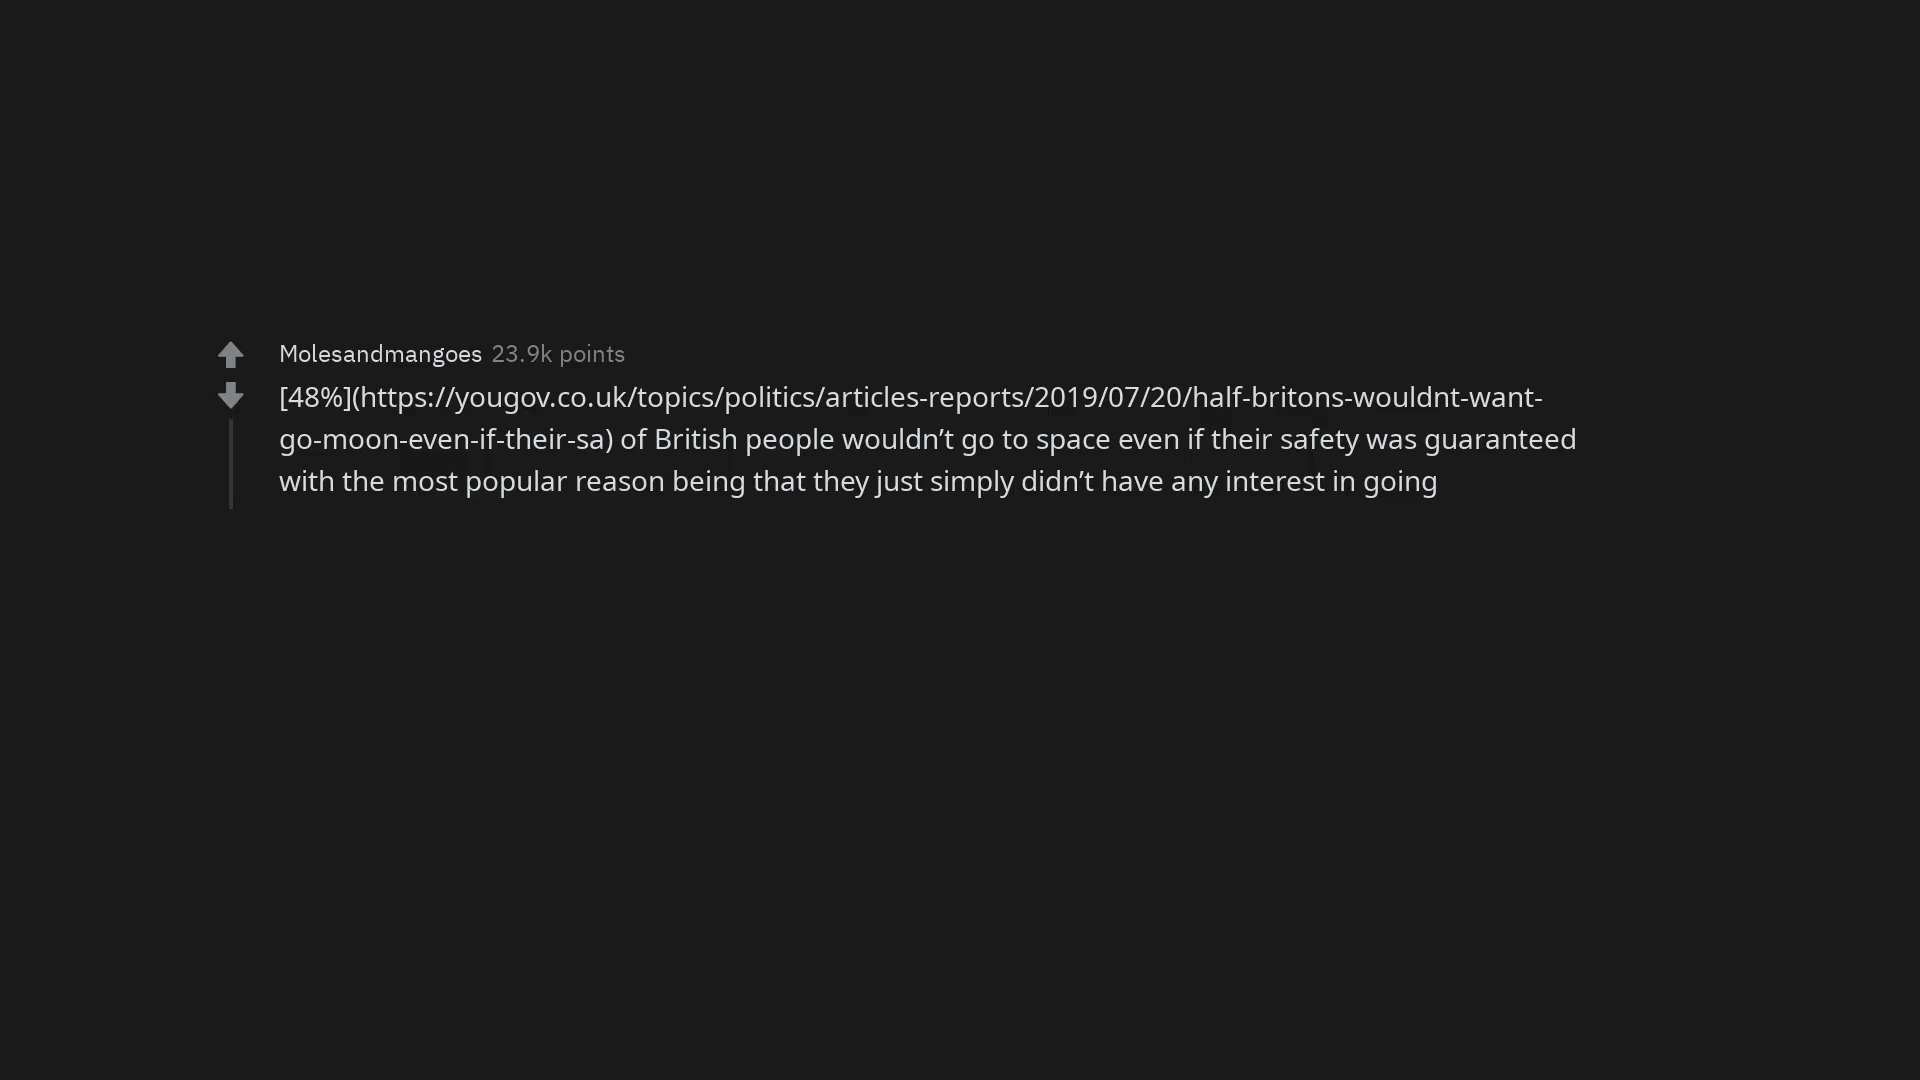 Molesandmangoes 23.9k points
[48%](https://yougov.co.uk/topics/politics/articles-reports/2019/07/20/half-britons-wouldnt-want-
go-moon-even-if-their-sa) of British people wouldn’t go to space even if their safety was guaranteed
with the most popular reason being that they just simply didn’t have any interest in going